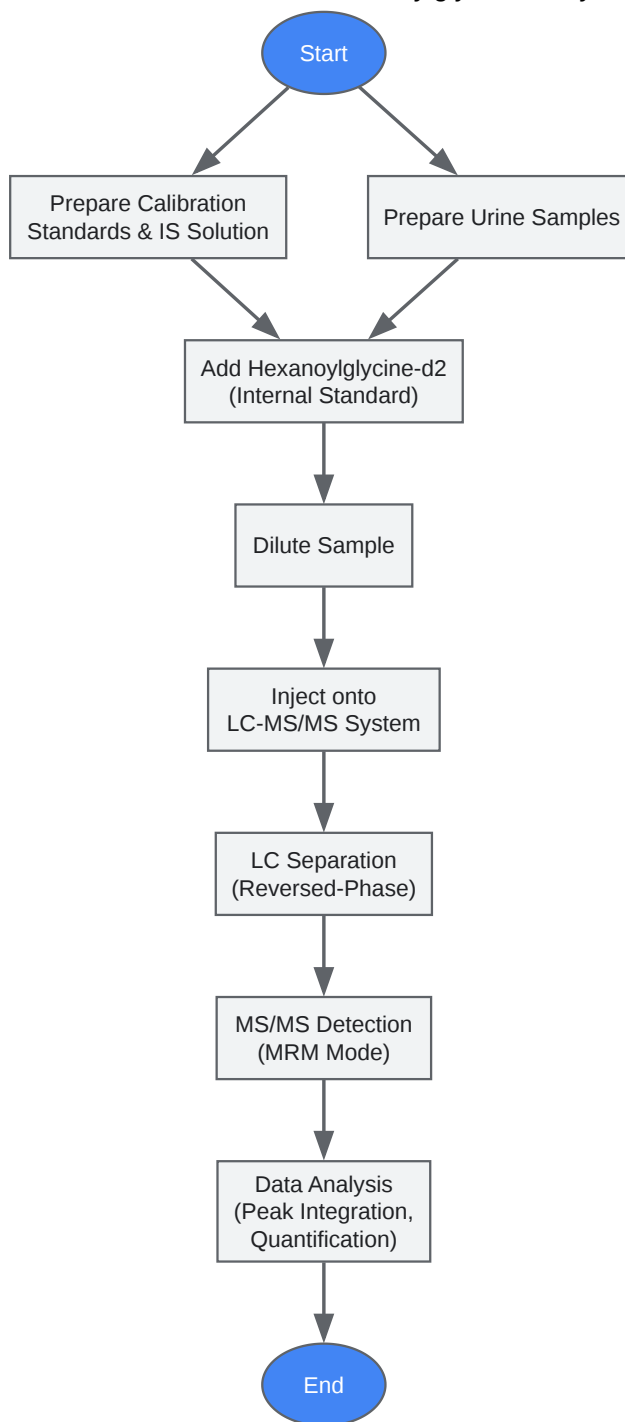 Start
Prepare Calibration
Standards & IS Solution
Prepare Urine Samples
Add Hexanoylglycine-d2
(Internal Standard)
Dilute Sample
Inject onto
LC-MS/MS System
LC Separation
(Reversed-Phase)
MS/MS Detection
(MRM Mode)
Data Analysis
(Peak Integration,
Quantification)
End